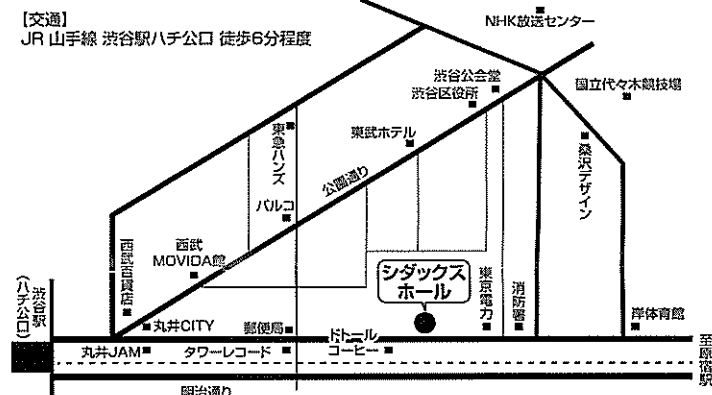 【交通】
JR 山手線 渋谷駅ハチ公口 徒歩6分程度
NHK放送センター
渋谷公会堂
渋谷区役所
国立代々木競技場
東急ハンズ
東武ホテル
桑沢デザイン
公園通り
パルコ
西武百貨店
西武
MOVIDA館
シダックス
ホール
東京電力
消防署
渋谷駅
(ハチ公口)
丸井CITY
郵便局
ドトール
コーヒー
岸体育館
丸井JAM
タワーレコード
至原宿駅
明治通り